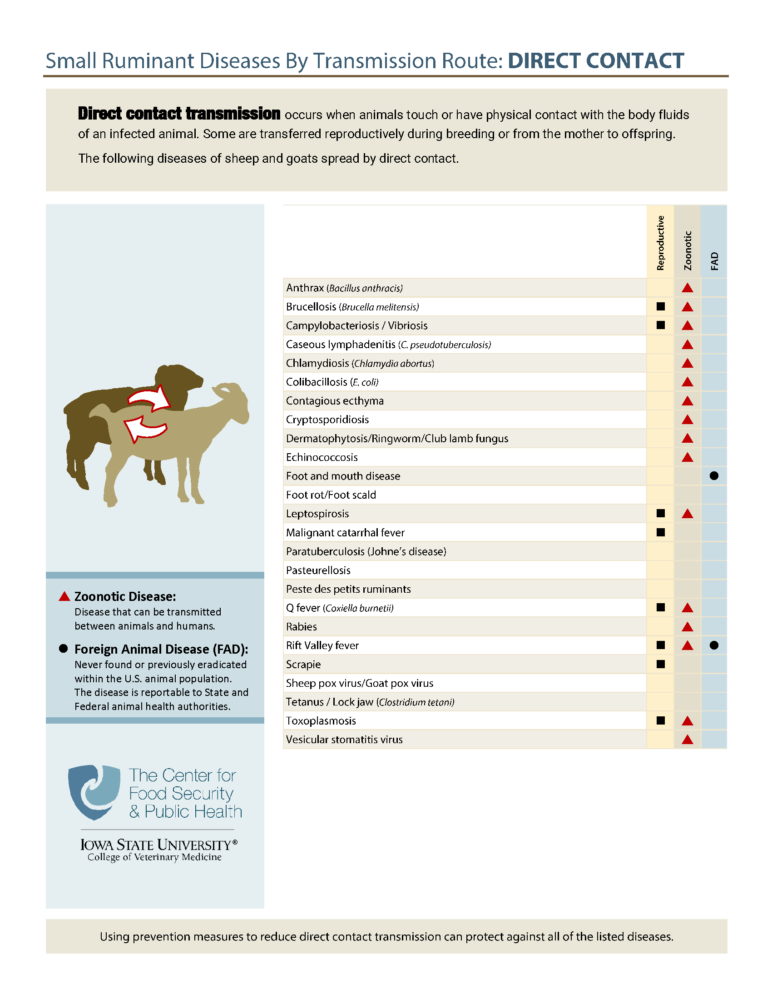 Small Ruminant Diseases By Transmission Route: DIRECT CONTACT
Direct contact transmission occurs when animals touch or have physical contact with the body fluids
of an infected animal. Some are transferred reproductively during breeding or from the mother to offspring.
The following diseases of sheep and goats spread by direct contact.
Reproductive
Zoonotic
FAD
Anthrax (Bacillus anthracis)
Brucellosis (Brucella melitensis)
Campylobacteriosis / Vibriosis
Caseous lymphadenitis (C. pseudotuberculosis)
Chlamydiosis (Chlamydia abortus)
Colibacillosis (E. coli)
Contagious ecthyma
Cryptosporidiosis
Dermatophytosis/Ringworm/Club lamb fungus
Echinococcosis
Foot and mouth disease
Foot rot/Foot scald
Leptospirosis
Malignant catarrhal fever
Paratuberculosis (Johne's disease)
Pasteurellosis
Peste des petits ruminants
Q fever (Coxiella burnetii)
Rabies
Rift Valley fever
Scrapie
Sheep pox virus/Goat pox virus
Tetanus / Lock jaw (Clostridium tetani)
Toxoplasmosis
Vesicular stomatitis virus
Zoonotic Disease:
Disease that can be transmitted
between animals and humans.
Foreign Animal Disease (FAD):
Never found or previously eradicated
within the U.S. animal population.
The disease is reportable to State and
Federal animal health authorities.
The Center for
Food Security
& Public Health
IOWA STATE UNIVERSITY®
College of Veterinary Medicine
Using prevention measures to reduce direct contact transmission can protect against all of the listed diseases.